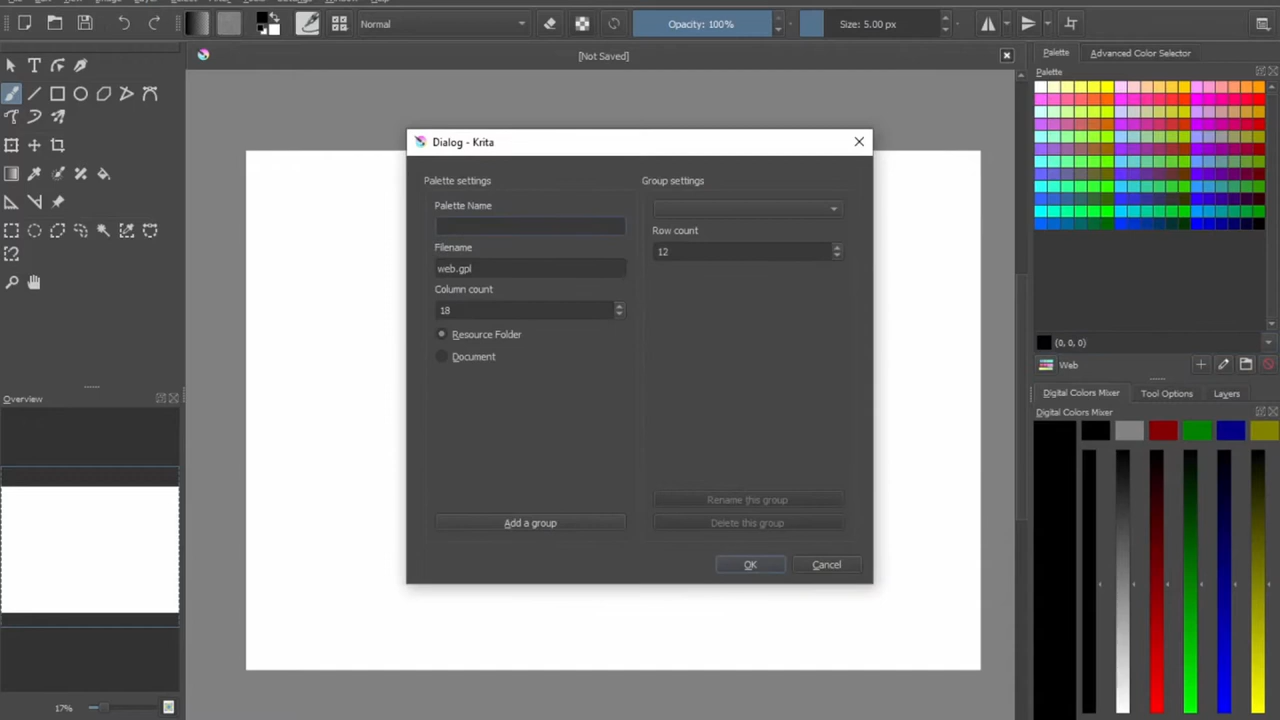 Normal
Opacity: 100%
Size: 5.00 px
[Not Saved]
Palette
Advanced Color Selector
Palette
Dialog - Krita
Palette settings
Group settings
Palette Name
Row count
12
Filename
web.gpl
Column count
18
Resource Folder
Document
Rename this group
Add a group
Delete this group
OK
Cancel
(0, 0, 0)
Web
Digital Colors Mixer
Tool Options
Layers
Digital Colors Mixer
Overview
17%